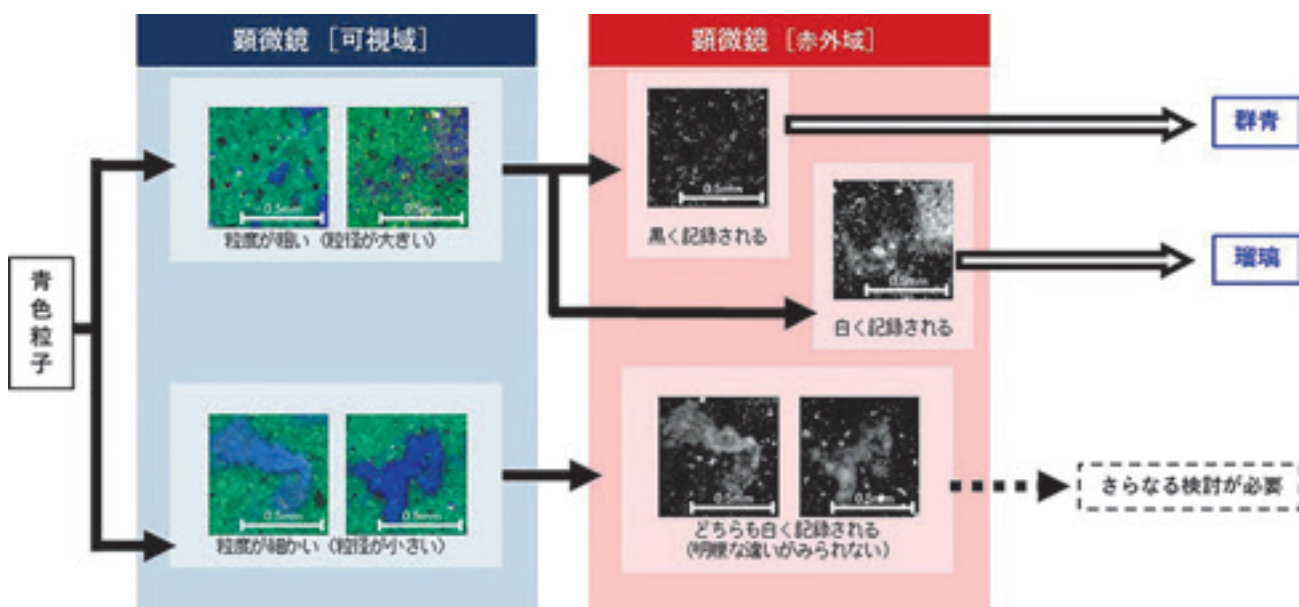 顕微鏡［可視域］
顕微鏡［赤外域］
青色粒子
0.5mm
0.5mm
粒度が粗い（粒径が大きい）
0.5mm
黒く記録される
群青
0.5mm
白く記録される
瑠璃
0.5mm
0.5mm
粒度が細かい（粒径が小さい）
0.5mm
0.5mm
どちらも白く記録される
（明瞭な違いがみられない）
さらなる検討が必要